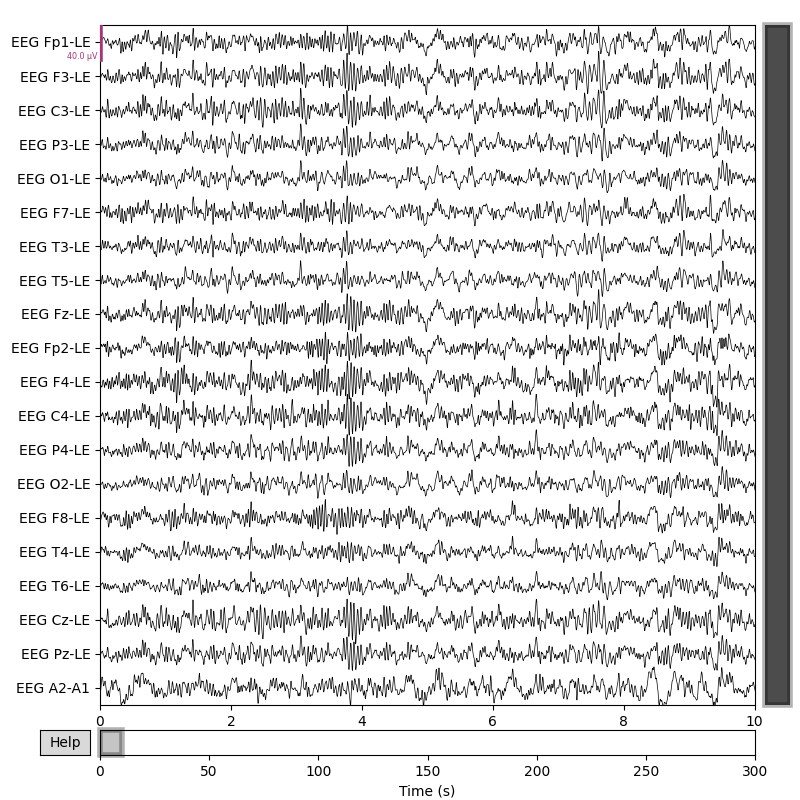 EEG Fp1-LE
40.0 µV
EEG F3-LE
EEG C3-LE
EEG P3-LE
EEG O1-LE
EEG F7-LE
EEG T3-LE
EEG T5-LE
EEG Fz-LE
EEG Fp2-LE
EEG F4-LE
EEG C4-LE
EEG P4-LE
EEG O2-LE
EEG F8-LE
EEG T4-LE
EEG T6-LE
EEG Cz-LE
EEG Pz-LE
EEG A2-A1
0 2 4 6 8 10
Help
0 50 100 150 200 250 300
Time (s)